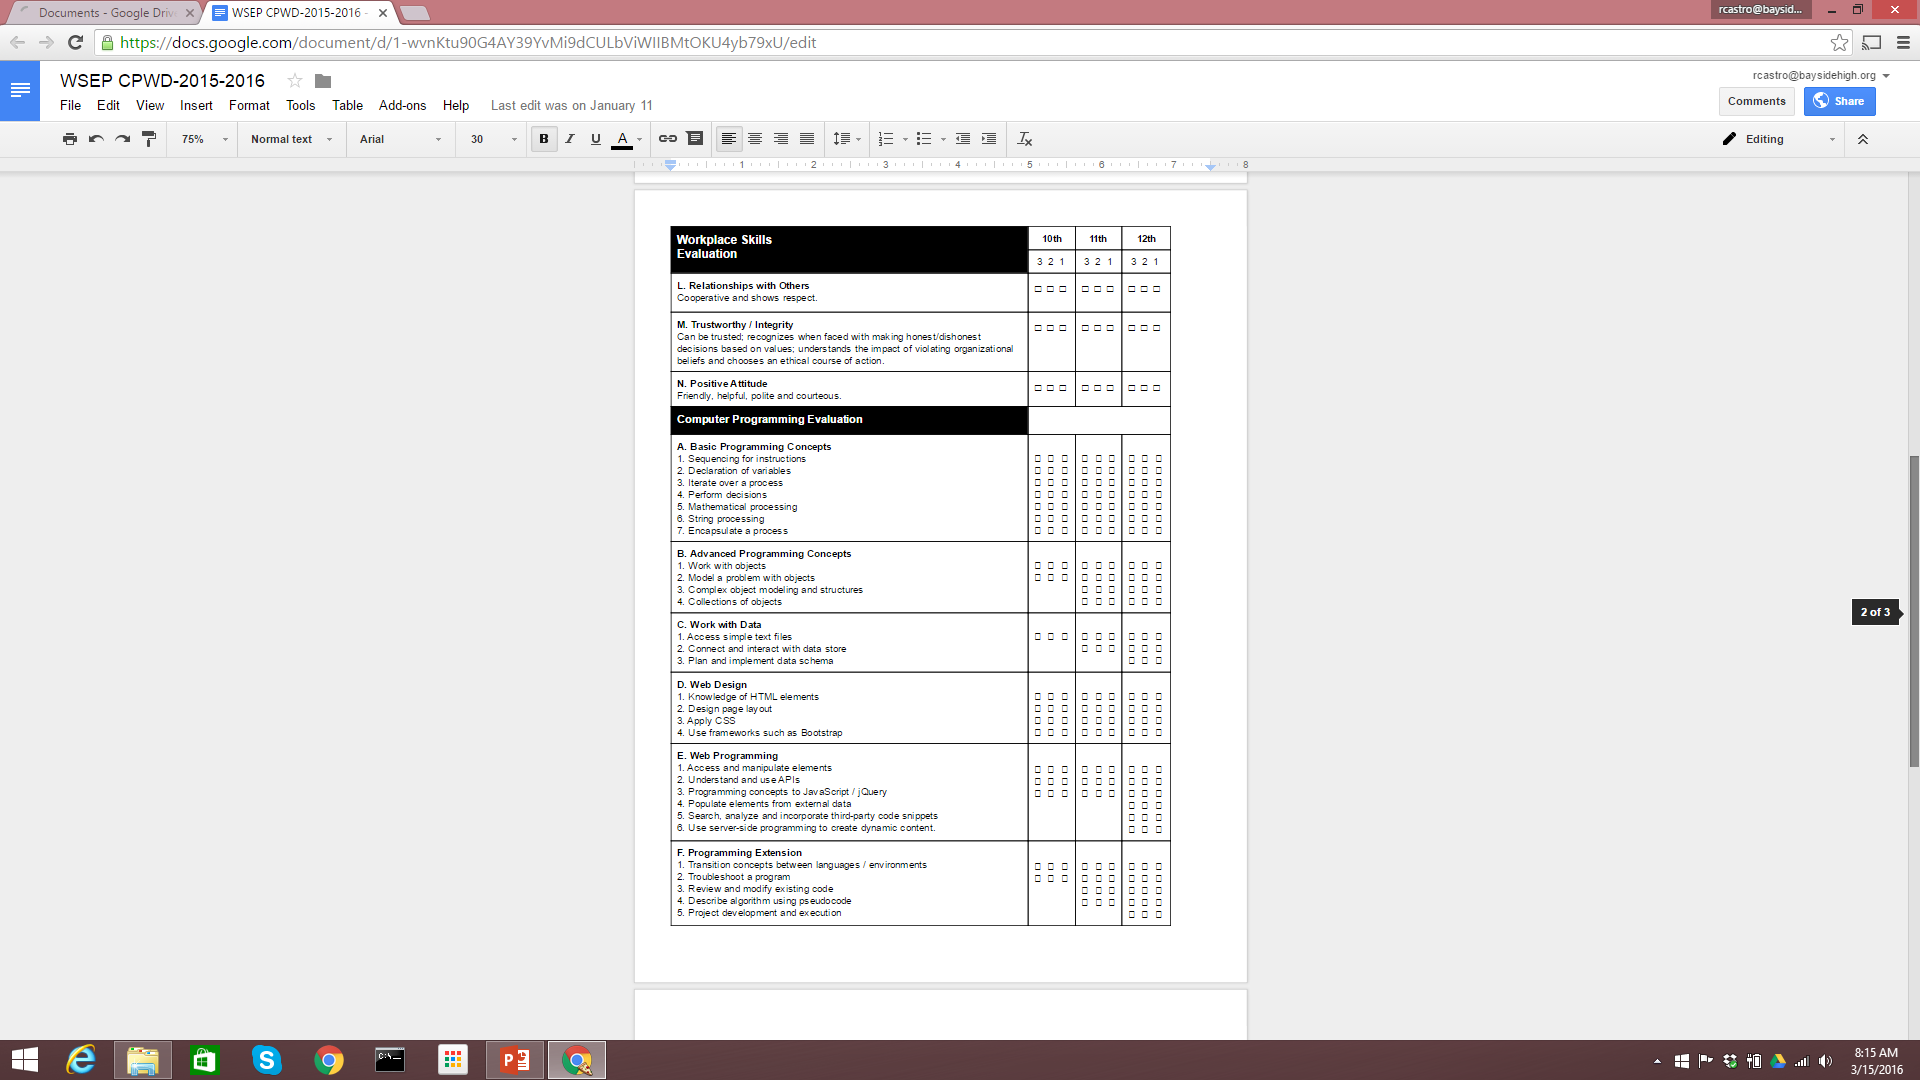 Documents - Google Driv
WSEP CPWD-2015-2016 -
rcastro@baysid...
https://docs.google.com/document/d/1-wvnKtu90G4AY39YvMi9dCULbViWIIBMtOKU4yb79xU/edit
WSEP CPWD-2015-2016
rcastro@baysidehigh.org
File Edit View Insert Format Tools Table Add-ons Help Last edit was on January 11
Comments Share
75% Normal text Arial 30 B I U A Editing
1 2 3 4 5 6 7 8
Workplace Skills
Evaluation
10th 11th 12th
3 2 1 3 2 1 3 2 1
L. Relationships with Others
Cooperative and shows respect.
M. Trustworthy / Integrity
Can be trusted; recognizes when faced with making honest/dishonest
decisions based on values; understands the impact of violating organizational
beliefs and chooses an ethical course of action.
N. Positive Attitude
Friendly, helpful, polite and courteous.
Computer Programming Evaluation
A. Basic Programming Concepts
1. Sequencing for instructions
2. Declaration of variables
3. Iterate over a process
4. Perform decisions
5. Mathematical processing
6. String processing
7. Encapsulate a process
B. Advanced Programming Concepts
1. Work with objects
2. Model a problem with objects
3. Complex object modeling and structures
4. Collections of objects
C. Work with Data
1. Access simple text files
2. Connect and interact with data store
3. Plan and implement data schema
D. Web Design
1. Knowledge of HTML elements
2. Design page layout
3. Apply CSS
4. Use frameworks such as Bootstrap
E. Web Programming
1. Access and manipulate elements
2. Understand and use APIs
3. Programming concepts to JavaScript / jQuery
4. Populate elements from external data
5. Search, analyze and incorporate third-party code snippets
6. Use server-side programming to create dynamic content.
F. Programming Extension
1. Transition concepts between languages / environments
2. Troubleshoot a program
3. Review and modify existing code
4. Describe algorithm using pseudocode
5. Project development and execution
2 of 3
8:15 AM
3/15/2016